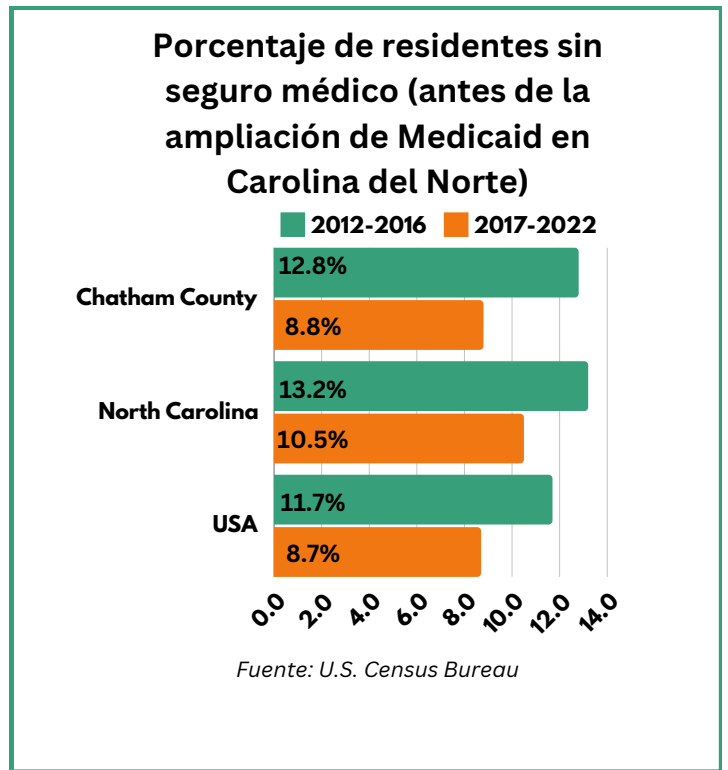 Porcentaje de residentes sin
seguro médico (antes de la
ampliación de Medicaid en
Carolina del Norte)
2012-2016 2017-2022
12.8%
Chatham County
8.8%
13.2%
North Carolina
10.5%
11.7%
USA
8.7%
0.0 2.0 4.0 6.0 8.0 10.0 12.0 14.0
Fuente: U.S. Census Bureau